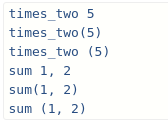 times_two 5
times_two(5)
times_two (5)
sum 1, 2
sum(1, 2)
sum (1, 2)